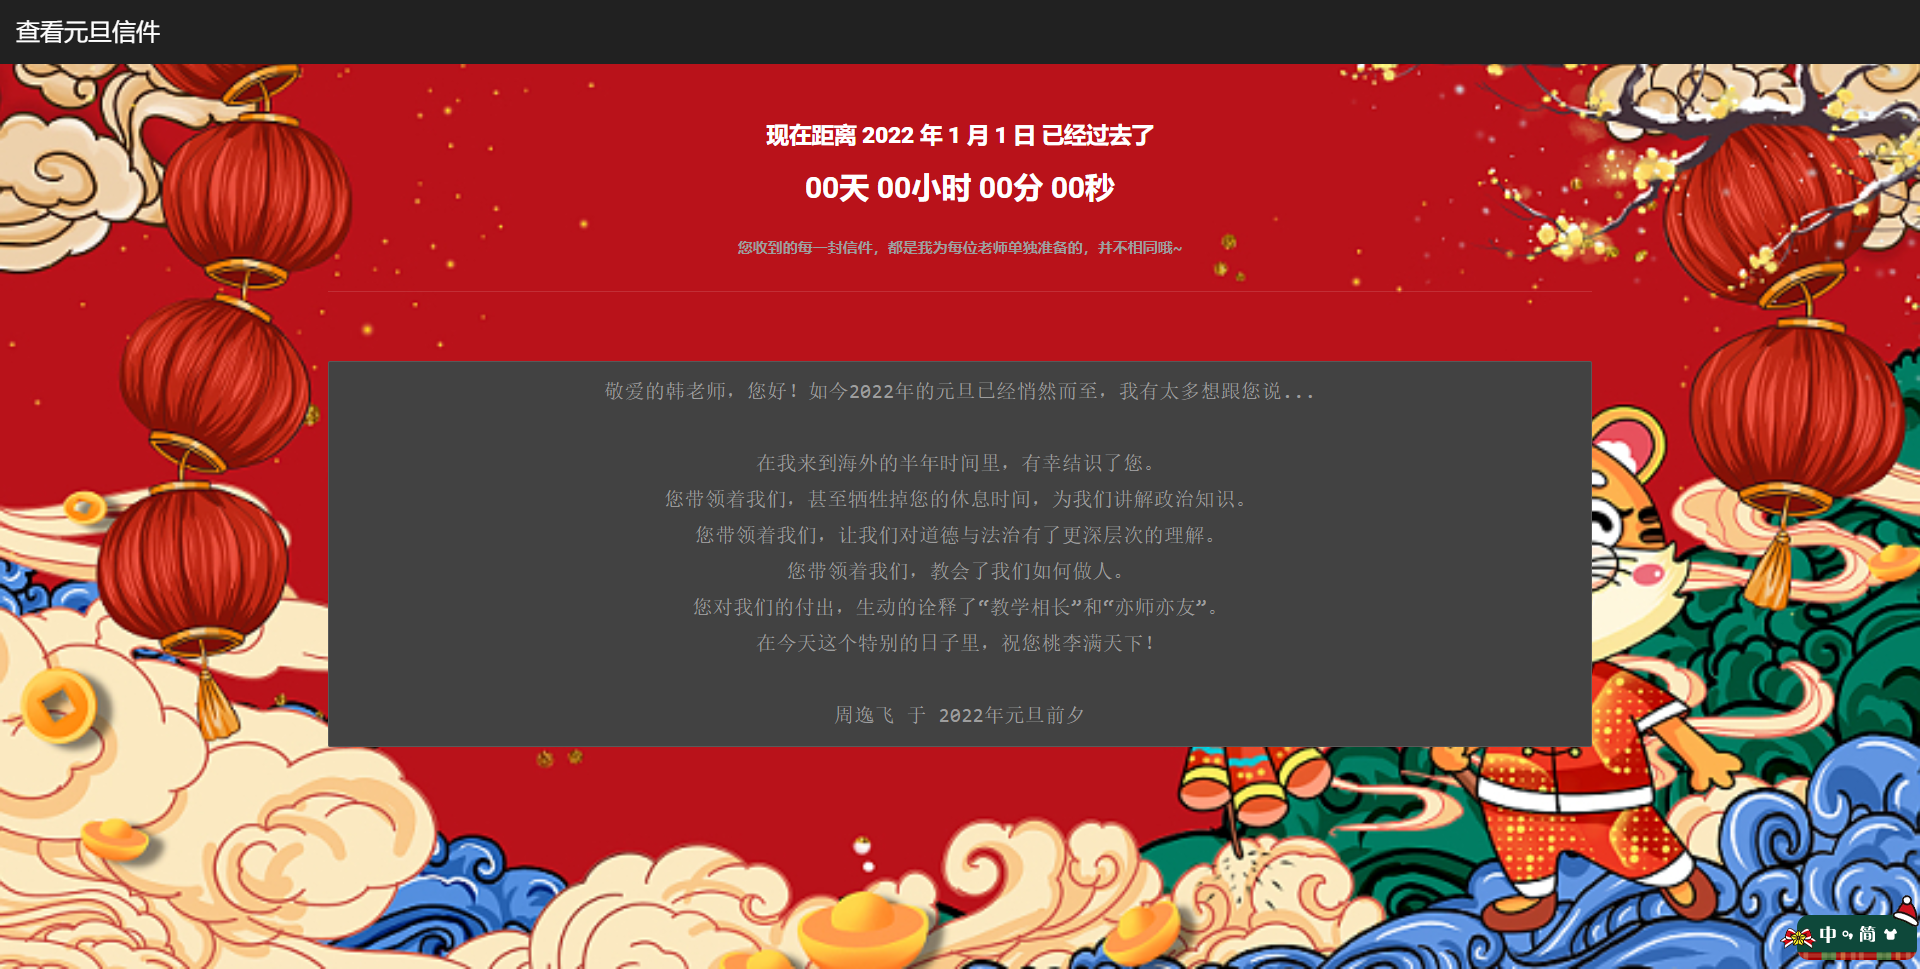 查看元旦信件
现在距离 2022 年 1 月 1 日 已经过去了
00天 00小时 00分 00秒
您收到的每一封信件，都是我为每位老师单独准备的，并不相同哦~
敬爱的韩老师，您好！如今2022年的元旦已经悄然而至，我有太多想跟您说...
在我来到海外的半年时间里，有幸结识了您。
您带领着我们，甚至牺牲掉您的休息时间，为我们讲解政治知识。
您带领着我们，让我们对道德与法治有了更深层次的理解。
您带领着我们，教会了我们如何做人。
您对我们的付出，生动的诠释了“教学相长”和“亦师亦友”。
在今天这个特别的日子里，祝您桃李满天下！
周逸飞 于 2022年元旦前夕
中 简